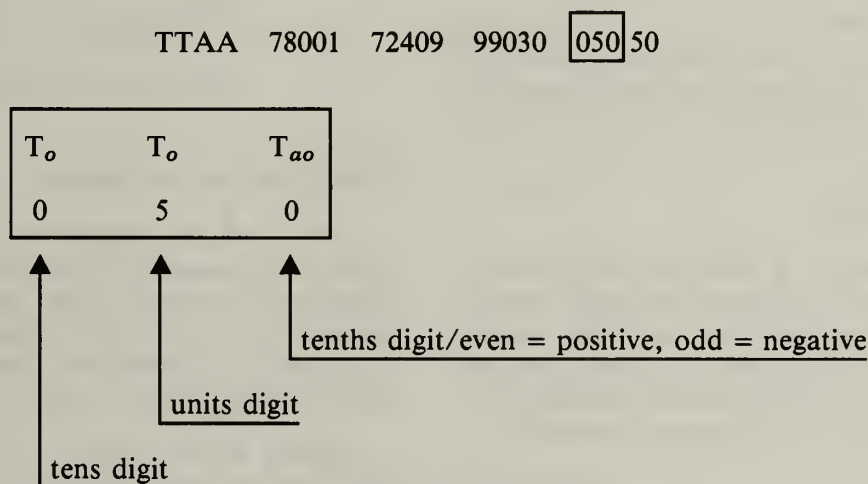 TTAA 78001 72409 99030 050 50
To To Tao
0 5 0
tenths digit/even = positive, odd = negative
units digit
tens digit